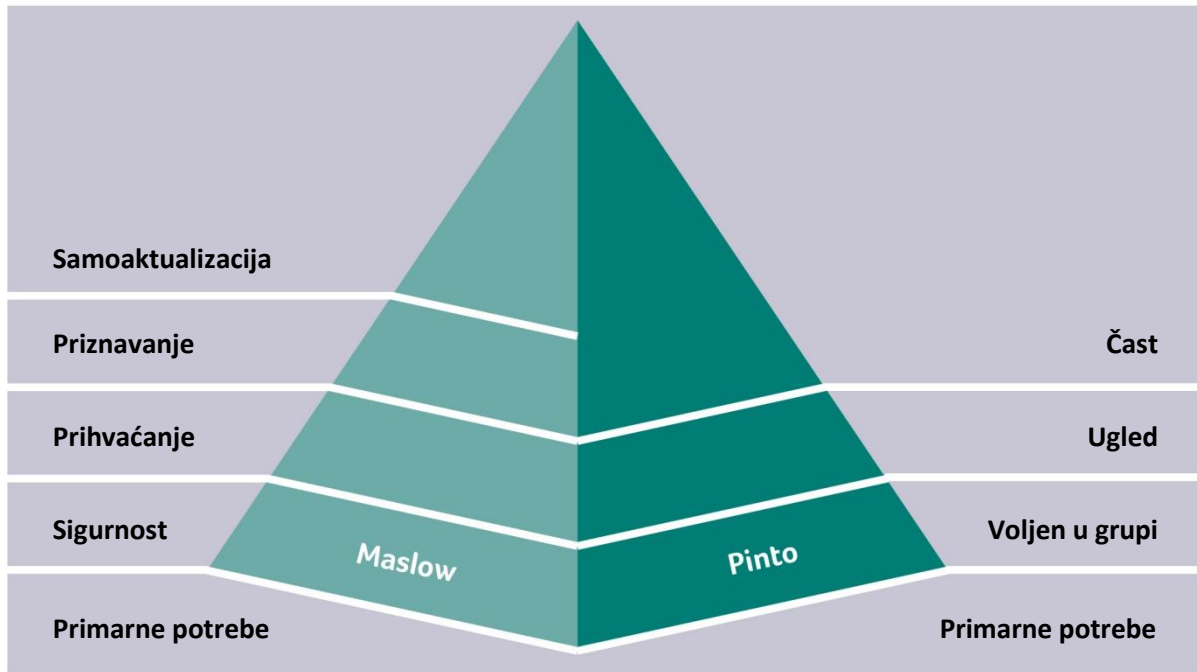 Samoaktualizacija
Priznavanje
Čast
Prihvaćanje
Ugled
Sigurnost
Voljen u grupi
Maslow
Pinto
Primarne potrebe
Primarne potrebe